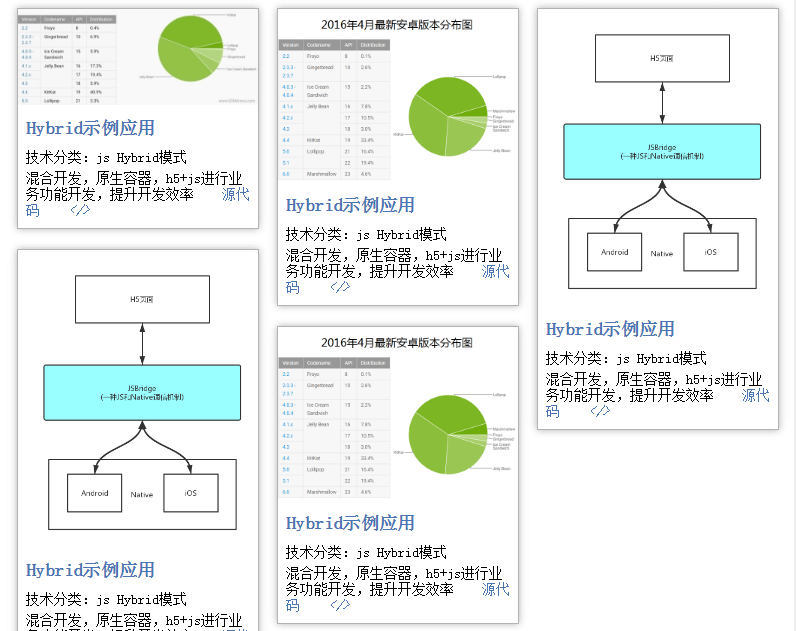 Version Codename API Distribution
2.2 Froyo 8
2.3.3 - Gingerbread 10
2.3.7
4.0.3 - Ice Cream 15
4.0.4 Sandwich
4.1.x Jelly Bean 16
4.2.x 17
4.3 18
4.4 KitKat 19
5.0 Lollipop 21
Hybrid示例应用
技术分类：js Hybrid模式
混合开发，原生容器，h5+js进行业
务功能开发，提升开发效率 源代
码 </>
H5页面
JSBridge
(一种JS和Native通信机制)
Android Native iOS
Hybrid示例应用
技术分类：js Hybrid模式
混合开发，原生容器，h5+js进行业
2016年4月最新安卓版本分布图
Version Codename API Distribution
2.2 Froyo 8 0.1%
2.3.3 - Gingerbread 10 2.6%
2.3.7
4.0.3 - Ice Cream 15 2.2%
4.0.4 Sandwich
4.1.x Jelly Bean 16 7.8%
4.2.x 17 10.5%
4.3 18 3.0%
4.4 KitKat 19 33.4%
5.0 Lollipop 21 16.4%
5.1 22 19.4%
6.0 Marshmallow 23 4.6%
Lollipop
Marshmallow
Froyo
Gingerbread
Ice Cream
Sandwich
KitKat
Jelly Bean
Hybrid示例应用
技术分类：js Hybrid模式
混合开发，原生容器，h5+js进行业
务功能开发，提升开发效率 源代
码 </>
2016年4月最新安卓版本分布图
Version Codename API Distribution
2.2 Froyo 8 0.1%
2.3.3 - Gingerbread 10 2.6%
2.3.7
4.0.3 - Ice Cream 15 2.2%
4.0.4 Sandwich
4.1.x Jelly Bean 16 7.8%
4.2.x 17 10.5%
4.3 18 3.0%
4.4 KitKat 19 33.4%
5.0 Lollipop 21 16.4%
5.1 22 19.4%
6.0 Marshmallow 23 4.6%
Lollipop
Marshmallow
Froyo
Gingerbread
Ice Cream
Sandwich
KitKat
Jelly Bean
Hybrid示例应用
技术分类：js Hybrid模式
混合开发，原生容器，h5+js进行业
务功能开发，提升开发效率 源代
码 </>
H5页面
JSBridge
(一种JS和Native通信机制)
Android Native iOS
Hybrid示例应用
技术分类：js Hybrid模式
混合开发，原生容器，h5+js进行业
务功能开发，提升开发效率 源代
码 </>